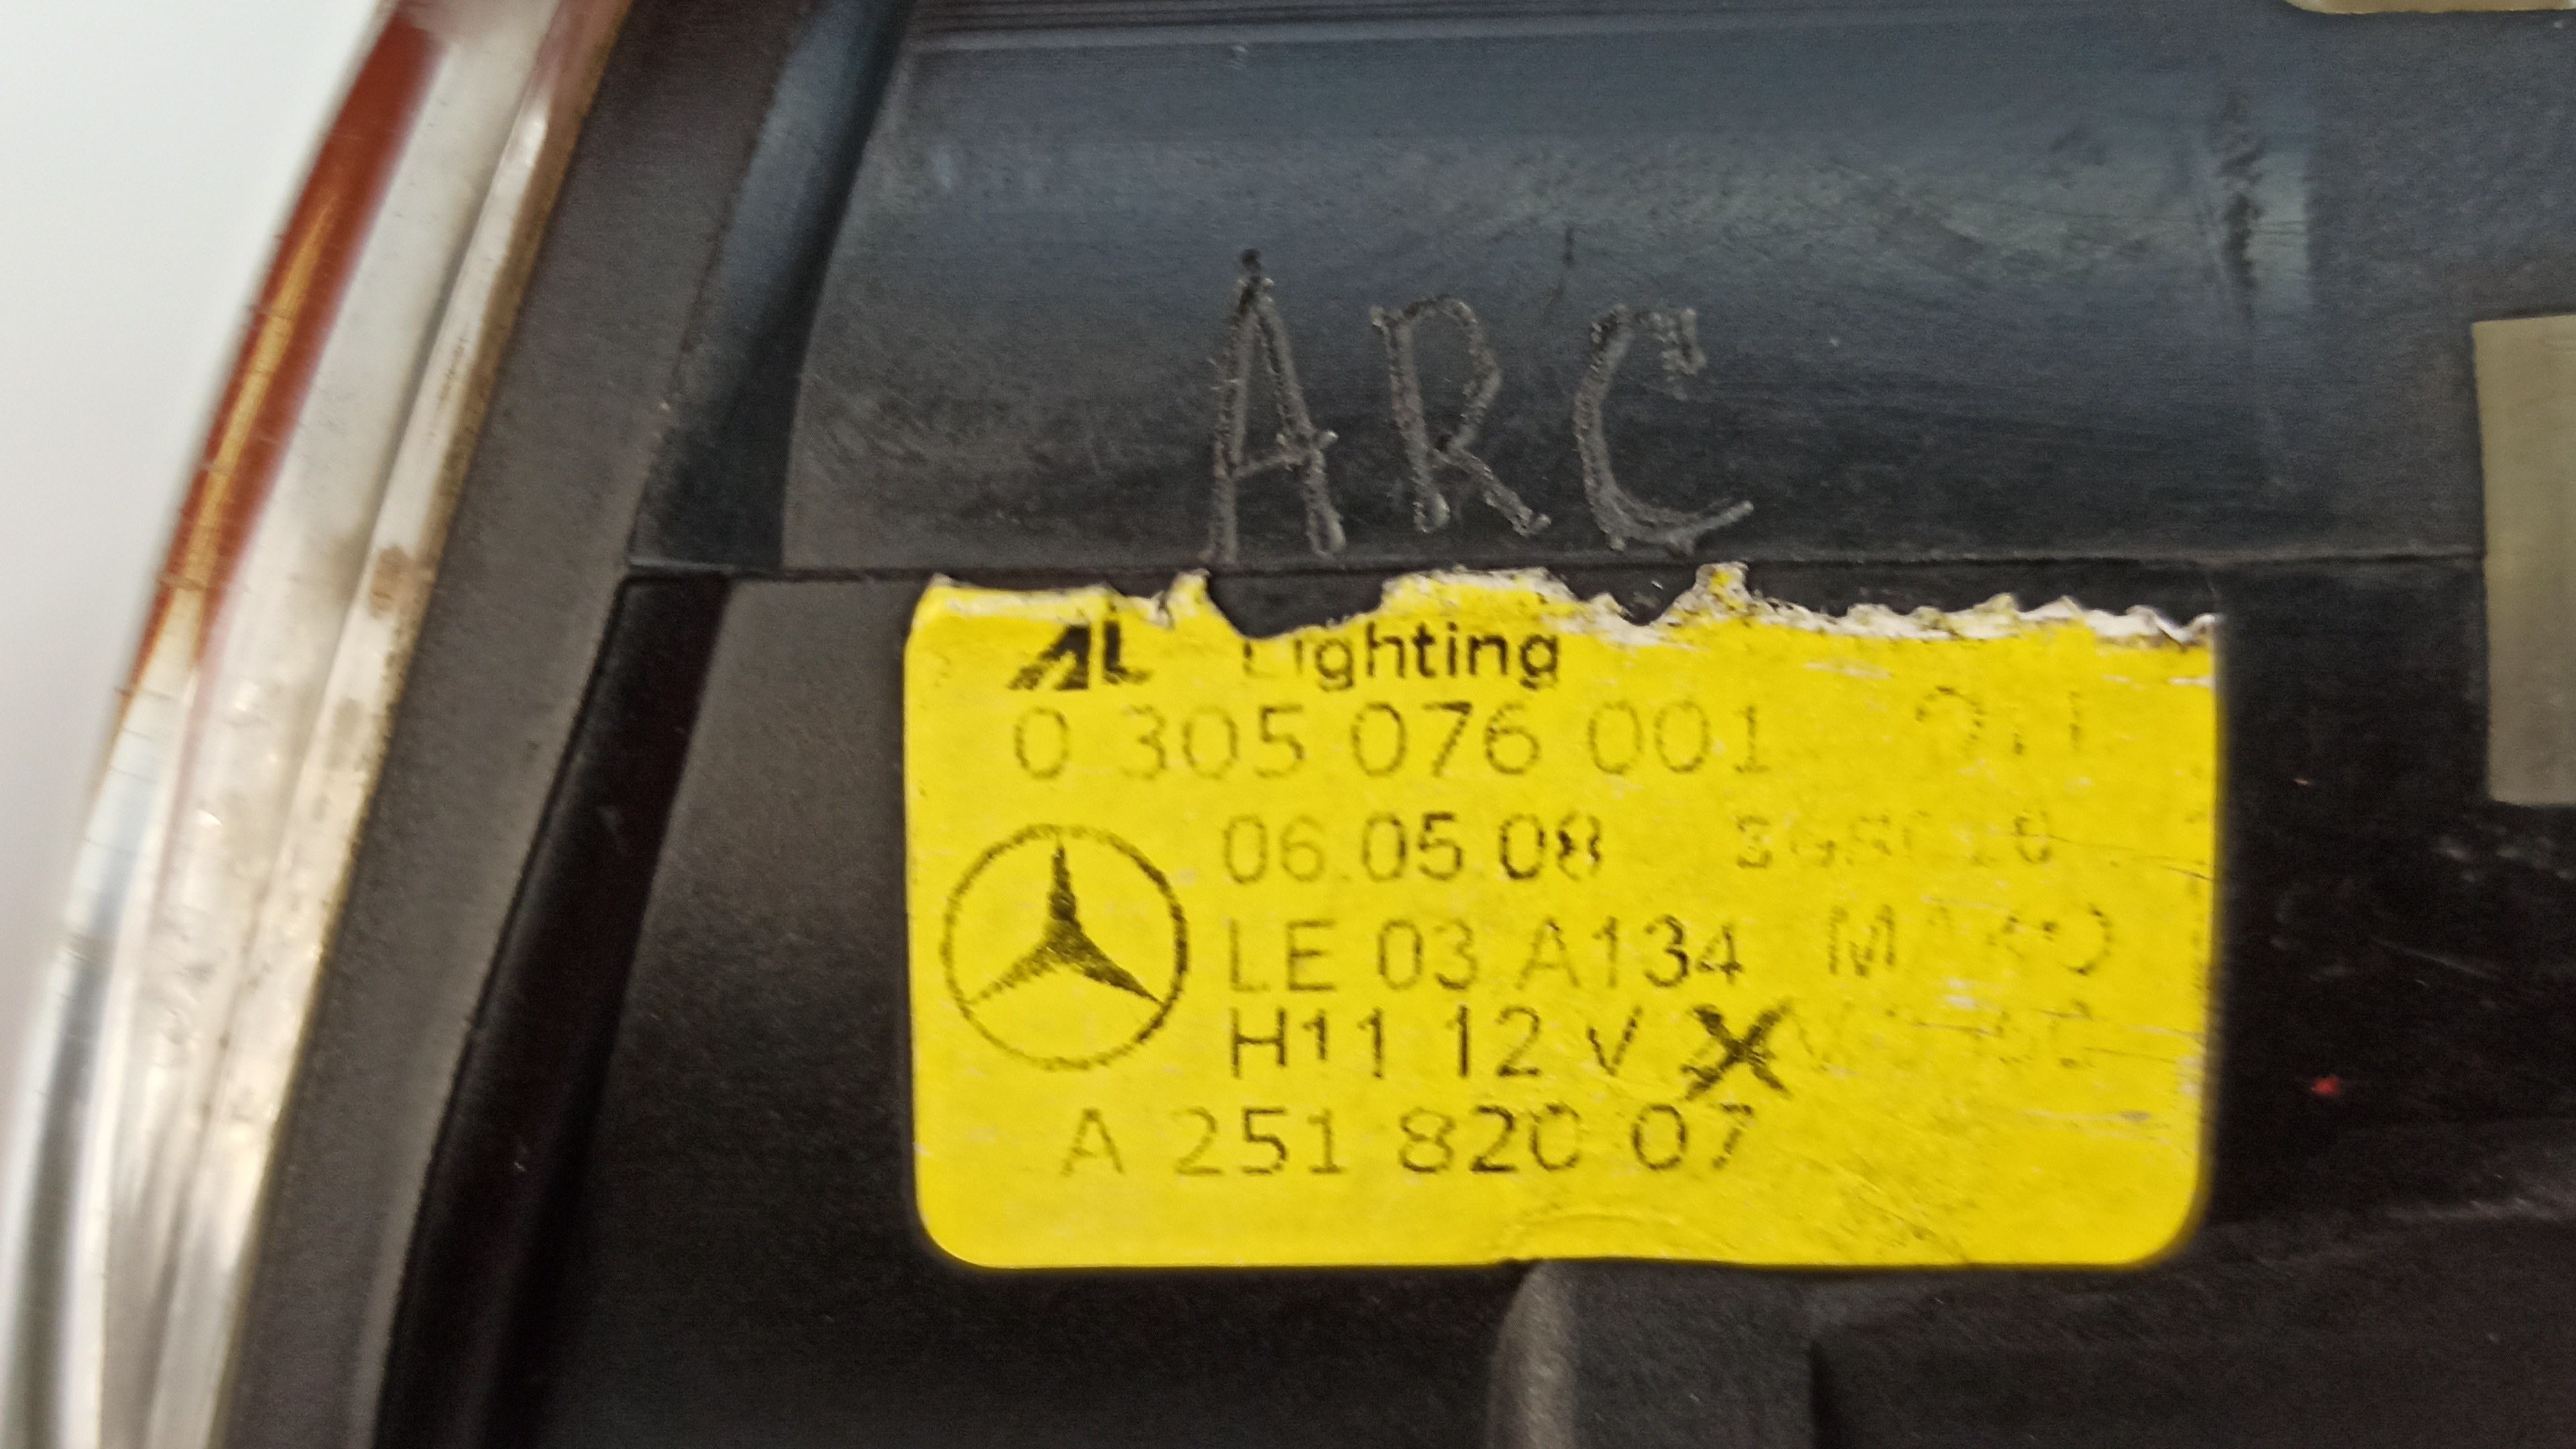 ARC
AL Lighting
0 305 076 001
06.05.08
LE 03 A134
H11 12 V X
A 251 820 07